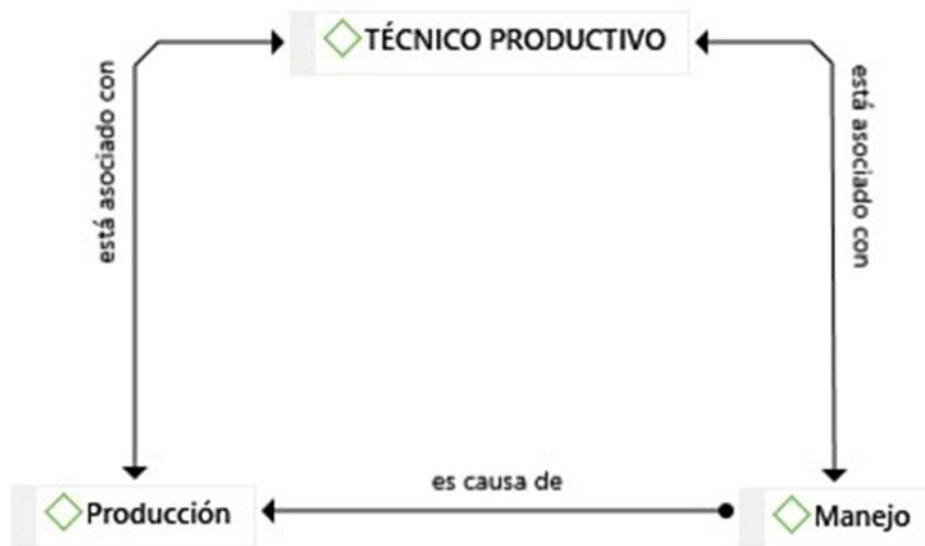 TÉCNICO PRODUCTIVO
está asociado con
está asociado con
es causa de
Producción
Manejo